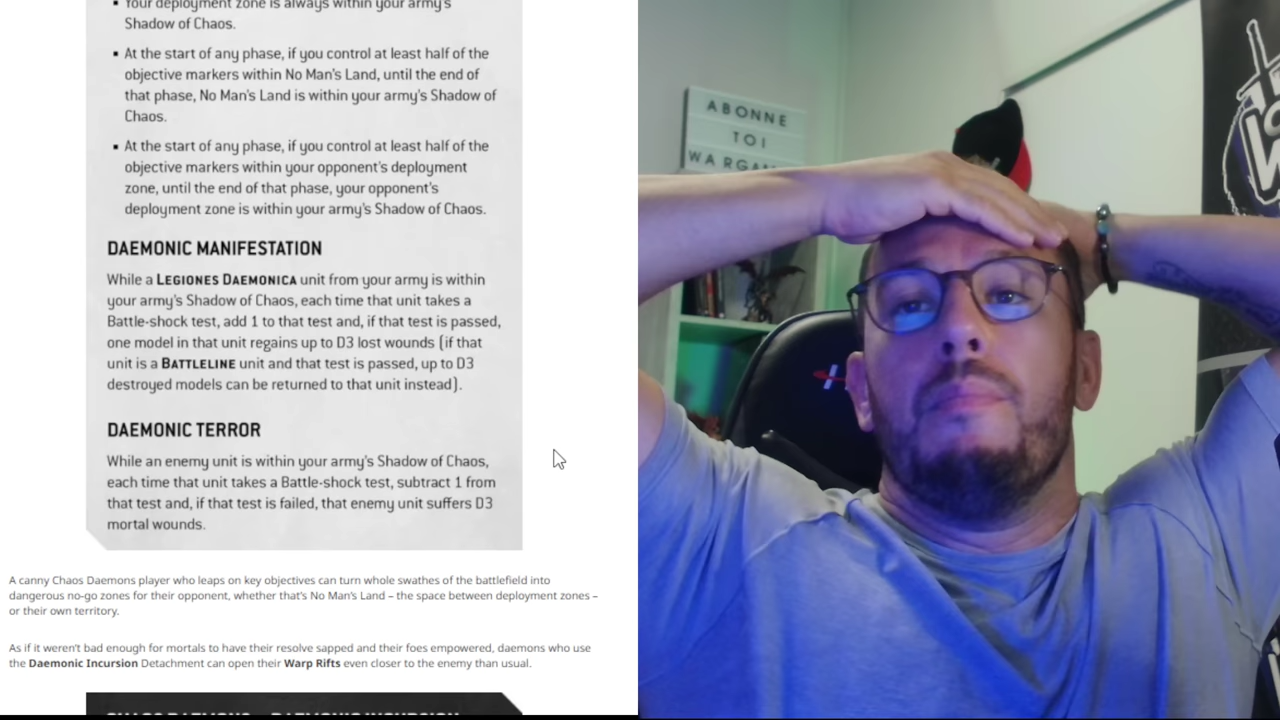 Your deployment zone is always within your army's
Shadow of Chaos.
At the start of any phase, if you control at least half of the
objective markers within No Man's Land, until the end of
that phase, No Man's Land is within your army's Shadow of
Chaos.
At the start of any phase, if you control at least half of the
objective markers within your opponent's deployment
zone, until the end of that phase, your opponent's
deployment zone is within your army's Shadow of Chaos.
DAEMONIC MANIFESTATION
While a LEGIONES DAEMONICA unit from your army is within
your army's Shadow of Chaos, each time that unit takes a
Battle-shock test, add 1 to that test and, if that test is passed,
one model in that unit regains up to D3 lost wounds (if that
unit is a BATTLELINE unit and that test is passed, up to D3
destroyed models can be returned to that unit instead).
DAEMONIC TERROR
While an enemy unit is within your army's Shadow of Chaos,
each time that unit takes a Battle-shock test, subtract 1 from
that test and, if that test is failed, that enemy unit suffers D3
mortal wounds.
A canny Chaos Daemons player who leaps on key objectives can turn whole swathes of the battlefield into
dangerous no-go zones for their opponent, whether that's No Man's Land – the space between deployment zones –
or their own territory.
As if it weren't bad enough for mortals to have their resolve sapped and their foes empowered, daemons who use
the Daemonic Incursion Detachment can open their Warp Rifts even closer to the enemy than usual.
CHAOS DAEMONS – DAEMONIC INCURSION
ABONNE
TOI